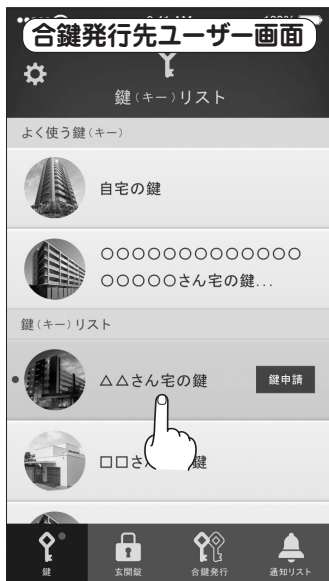 合鍵発行先ユーザー画面
鍵(キー)リスト
よく使う鍵(キー)
自宅の鍵
○○○○○○○○○○○○○
○○○○○さん宅の鍵...
鍵(キー)リスト
△△さん宅の鍵
鍵申請
□□さ
鍵
鍵
玄関錠
合鍵発行
通知リスト